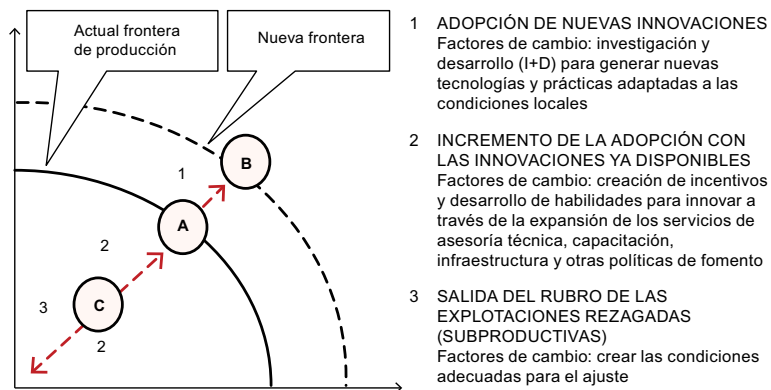 Actual frontera
de producción
Nueva frontera
B
1
A
2
C
3
2
1 ADOPCIÓN DE NUEVAS INNOVACIONES
Factores de cambio: investigación y
desarrollo (I+D) para generar nuevas
tecnologías y prácticas adaptadas a las
condiciones locales
2 INCREMENTO DE LA ADOPCIÓN CON
LAS INNOVACIONES YA DISPONIBLES
Factores de cambio: creación de incentivos
y desarrollo de habilidades para innovar a
través de la expansión de los servicios de
asesoría técnica, capacitación,
infraestructura y otras políticas de fomento
3 SALIDA DEL RUBRO DE LAS
EXPLOTACIONES REZAGADAS
(SUBPRODUCTIVAS)
Factores de cambio: crear las condiciones
adecuadas para el ajuste